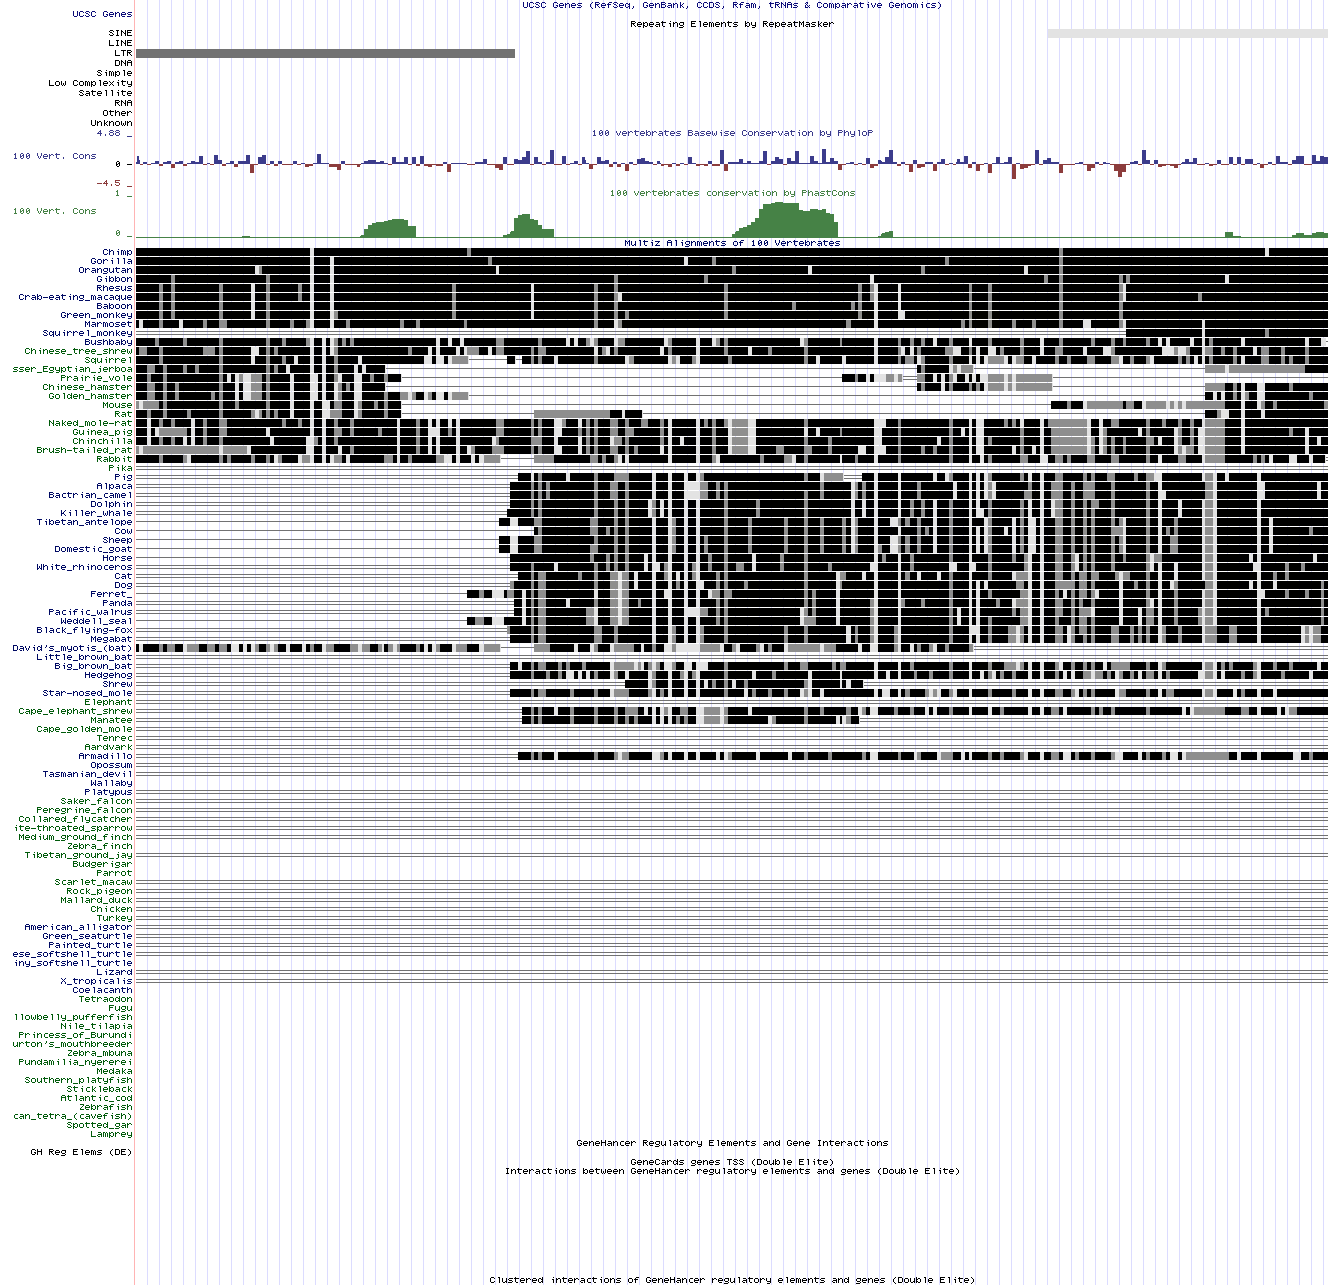 UCSC Genes (RefSeq, GenBank, CCDS, Rfam, tRNAs & Comparative Genomics)
UCSC Genes
Repeating Elements by RepeatMasker
SINE
LINE
LTR
DNA
Simple
Low Complexity
Satellite
RNA
Other
Unknown
4.88 _
100 vertebrates Basewise Conservation by PhyloP
100 Vert. Cons
0 _
-4.5 _
1 _
100 vertebrates conservation by PhastCons
100 Vert. Cons
0 _
Multiz Alignments of 100 Vertebrates
Chimp
Gorilla
Orangutan
Gibbon
Rhesus
Crab-eating_macaque
Baboon
Green_monkey
Marmoset
Squirrel_monkey
Bushbaby
Chinese_tree_shrew
Squirrel
sser_Egyptian_jerboa
Prairie_vole
Chinese_hamster
Golden_hamster
Mouse
Rat
Naked_mole-rat
Guinea_pig
Chinchilla
Brush-tailed_rat
Rabbit
Pika
Pig
Alpaca
Bactrian_camel
Dolphin
Killer_whale
Tibetan_antelope
Cow
Sheep
Domestic_goat
Horse
White_rhinoceros
Cat
Dog
Ferret_
Panda
Pacific_walrus
Weddell_seal
Black_flying-fox
Megabat
David's_myotis_(bat)
Little_brown_bat
Big_brown_bat
Hedgehog
Shrew
Star-nosed_mole
Elephant
Cape_elephant_shrew
Manatee
Cape_golden_mole
Tenrec
Aardvark
Armadillo
Opossum
Tasmanian_devil
Wallaby
Platypus
Saker_falcon
Peregrine_falcon
Collared_flycatcher
ite-throated_sparrow
Medium_ground_finch
Zebra_finch
Tibetan_ground_jay
Budgerigar
Parrot
Scarlet_macaw
Rock_pigeon
Mallard_duck
Chicken
Turkey
American_alligator
Green_seaturtle
Painted_turtle
ese_softshell_turtle
iny_softshell_turtle
Lizard
X_tropicalis
Coelacanth
Tetraodon
Fugu
llowbelly_pufferfish
Nile_tilapia
Princess_of_Burundi
urton's_mouthbreeder
Zebra_mbuna
Pundamilia_nyererei
Medaka
Southern_platyfish
Stickleback
Atlantic_cod
Zebrafish
can_tetra_(cavefish)
Spotted_gar
Lamprey
GeneHancer Regulatory Elements and Gene Interactions
GH Reg Elems (DE)
GeneCards genes TSS (Double Elite)
Interactions between GeneHancer regulatory elements and genes (Double Elite)
Clustered interactions of GeneHancer regulatory elements and genes (Double Elite)